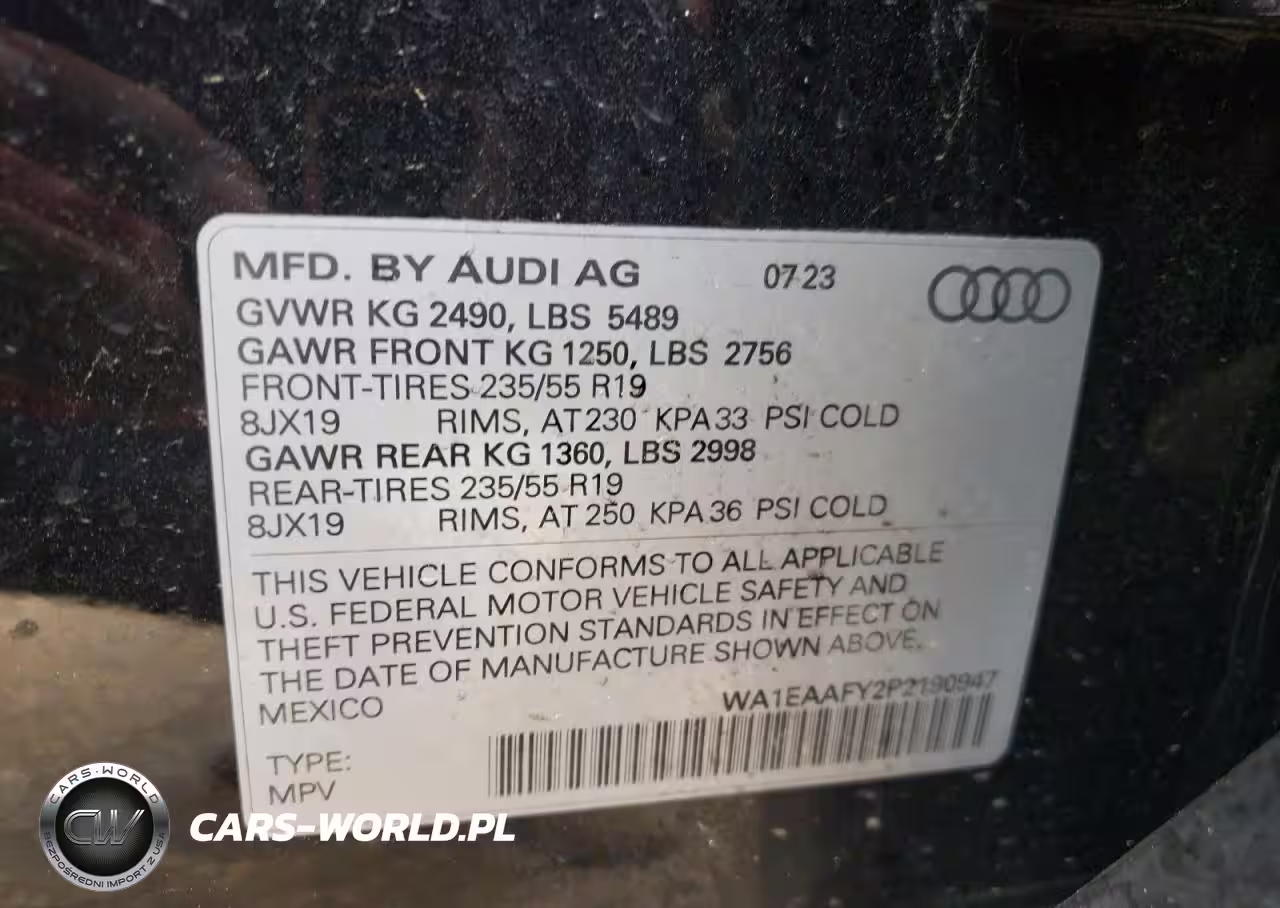 MFD. BY AUDI AG 07 23
GVWR KG 2490, LBS 5489
GAWR FRONT KG 1250, LBS 2756
FRONT-TIRES 235/55 R19
8JX19 RIMS, AT 230 KPA 33 PSI COLD
GAWR REAR KG 1360, LBS 2998
REAR-TIRES 235/55 R19
8JX19 RIMS, AT 250 KPA 36 PSI COLD
THIS VEHICLE CONFORMS TO ALL APPLICABLE
U.S. FEDERAL MOTOR VEHICLE SAFETY AND
THEFT PREVENTION STANDARDS IN EFFECT ON
THE DATE OF MANUFACTURE SHOWN ABOVE.
MEXICO WA1EAAFY2P2190947
TYPE:
MPV
CARS-WORLD
CW
BEZPOŚREDNI IMPORT Z USA
CARS-WORLD.PL